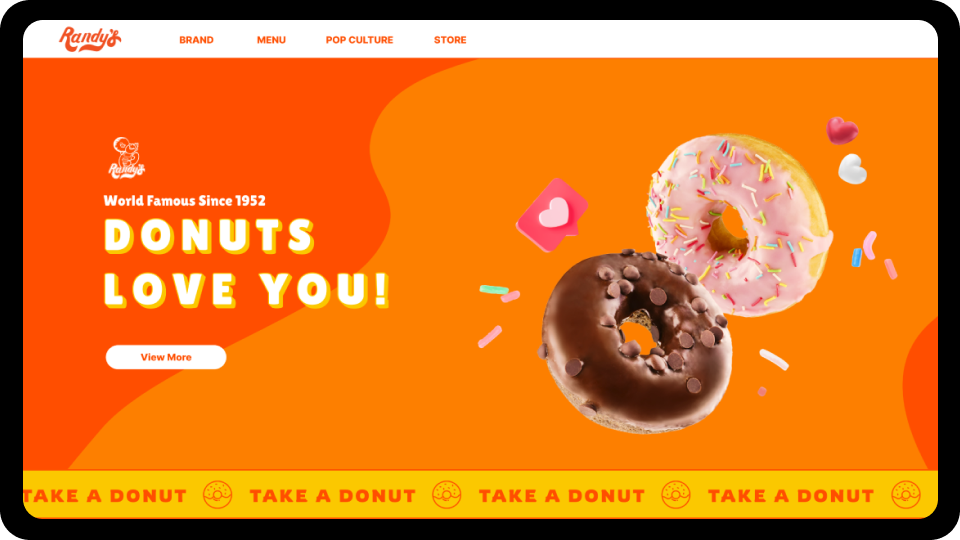 Randy's
BRAND MENU POP CULTURE STORE
Randy's
World Famous Since 1952
DONUTS
LOVE YOU!
View More
TAKE A DONUT TAKE A DONUT TAKE A DONUT TAKE A DONUT